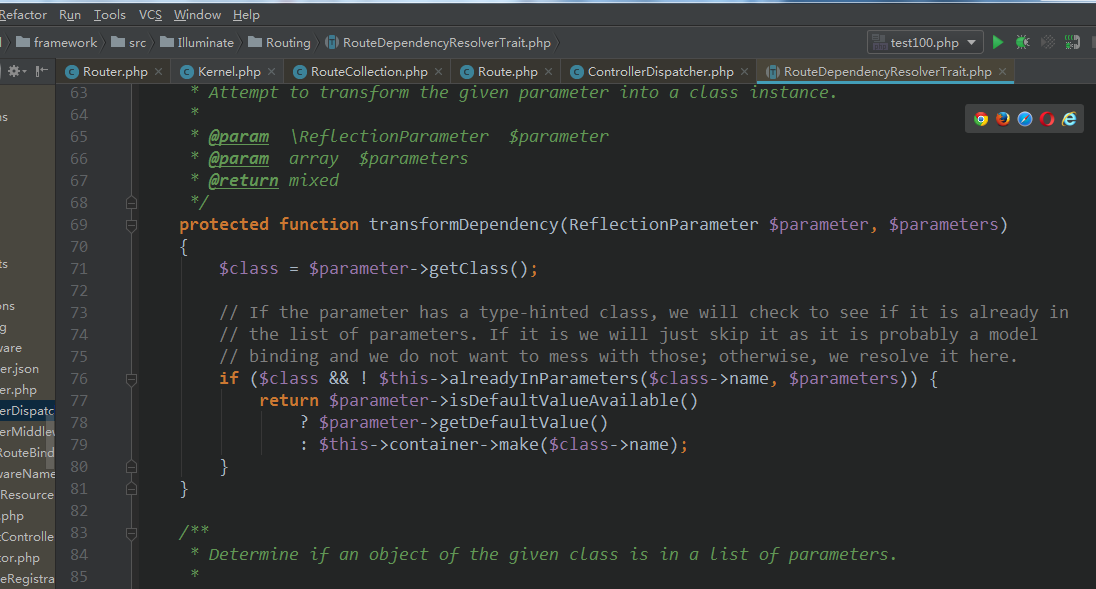 Refactor Run Tools VCS Window Help
framework src Illuminate Routing RouteDependencyResolverTrait.php test100.php
Router.php × Kernel.php × RouteCollection.php × Route.php × ControllerDispatcher.php × RouteDependencyResolverTrait.php ×
63 * Attempt to transform the given parameter into a class instance.
64 *
65 * @param \ReflectionParameter $parameter
66 * @param array $parameters
67 * @return mixed
68 */
69 protected function transformDependency(ReflectionParameter $parameter, $parameters)
70 {
71 $class = $parameter->getClass();
72
73 // If the parameter has a type-hinted class, we will check to see if it is already in
74 // the list of parameters. If it is we will just skip it as it is probably a model
75 // binding and we do not want to mess with those; otherwise, we resolve it here.
76 if ($class && ! $this->alreadyInParameters($class->name, $parameters)) {
77 return $parameter->isDefaultValueAvailable()
78 ? $parameter->getDefaultValue()
79 : $this->container->make($class->name);
80 }
81 }
82
83 /**
84 * Determine if an object of the given class is in a list of parameters.
85 *
ns
ts
ons
g
ware
er.json
er.php
erDispatc
erMiddlew
RouteBind
wareName
Resource
.php
tControlle
tor.php
eRegistra